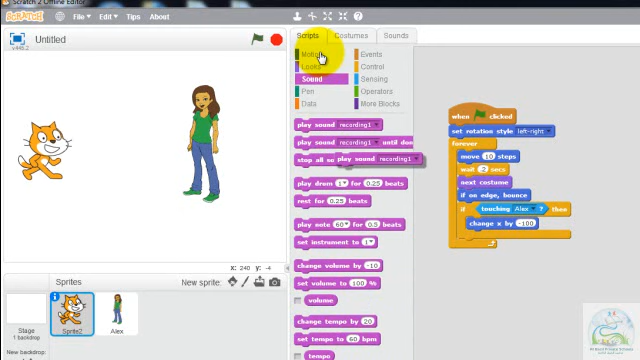 Scratch 2 Offline Editor
SCRATCH
File
Edit
Tips
About
Untitled
v445.2
Scripts
Costumes
Sounds
Motion
Looks
Sound
Pen
Data
Events
Control
Sensing
Operators
More Blocks
play sound recording1
play sound recording1 until done
stop all so
play sound recording1
play drum 1 for 0.25 beats
rest for 0.25 beats
play note 60 for 0.5 beats
set instrument to 1
change volume by -10
set volume to 100 %
volume
change tempo by 20
set tempo to 60 bpm
tempo
when clicked
set rotation style left-right
forever
move 10 steps
wait .2 secs
next costume
if on edge, bounce
if touching Alex ? then
change x by -100
x: 240 y: -4
Sprites
New sprite:
Stage
1 backdrop
New backdrop:
Sprite2
Alex